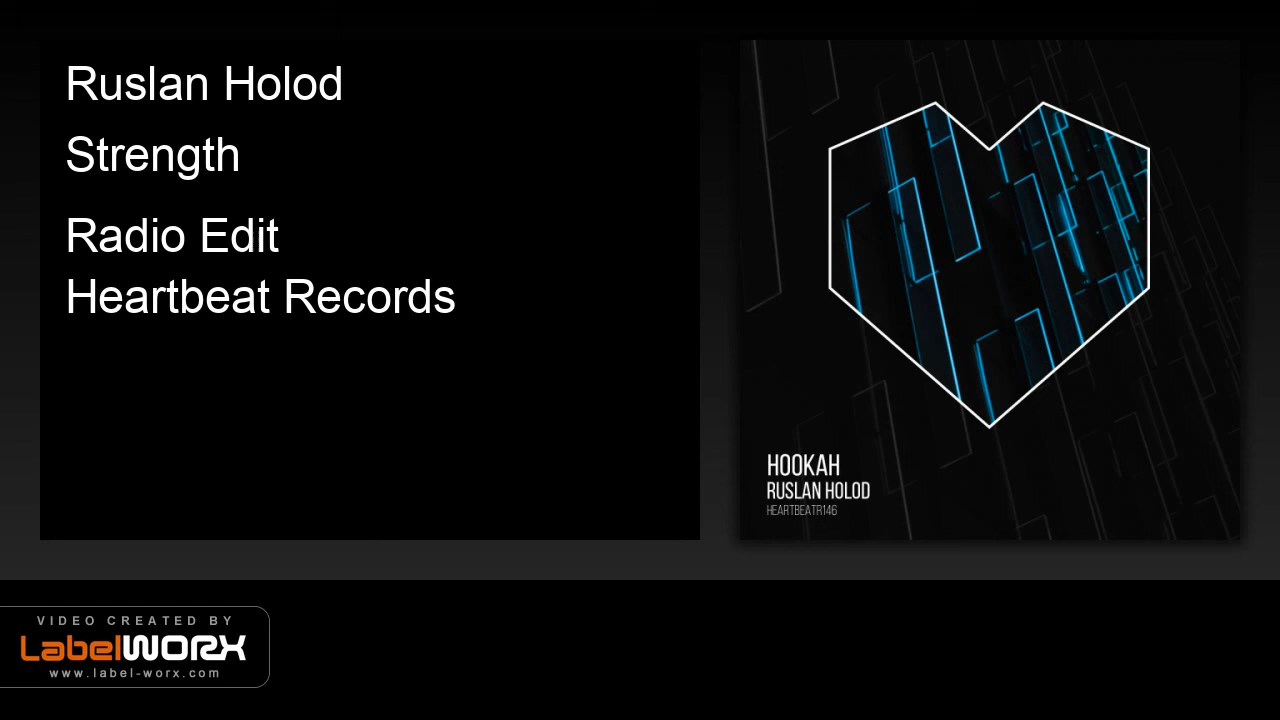 Ruslan Holod
Strength
Radio Edit
Heartbeat Records
HOOKAH
RUSLAN HOLOD
HEARTBEATR146
VIDEO CREATED BY
LabelWORX
www.label-worx.com